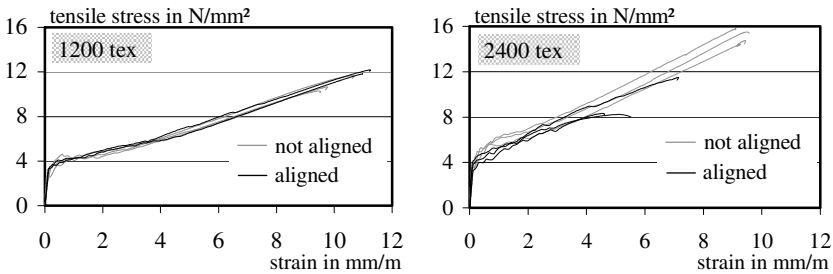 tensile stress in N/mm²
16
1200 tex
12
8
not aligned
4
aligned
0
0 2 4 6 8 10 12
strain in mm/m
tensile stress in N/mm²
16
2400 tex
12
8
not aligned
4
aligned
0
0 2 4 6 8 10 12
strain in mm/m